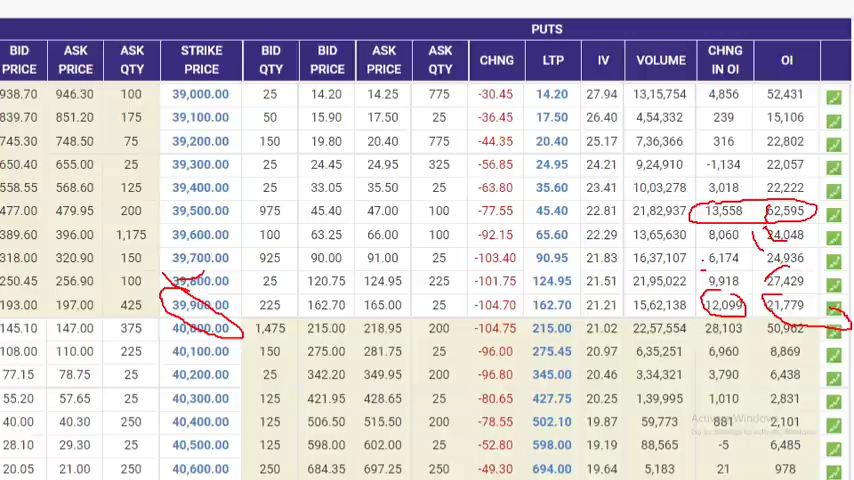 PUTS
BID PRICE ASK PRICE ASK QTY STRIKE PRICE BID QTY BID PRICE ASK PRICE ASK QTY CHNG LTP IV VOLUME CHNG IN OI OI
938.70 946.30 100 39,000.00 25 14.20 14.25 775 -30.45 14.20 27.94 13,15,754 4,856 52,431
839.70 851.20 175 39,100.00 50 15.90 17.50 25 -36.45 17.50 26.40 4,54,332 239 15,106
745.30 748.50 75 39,200.00 150 19.80 20.40 775 -44.35 20.40 25.17 7,36,366 316 22,802
650.40 655.00 25 39,300.00 25 24.45 24.95 325 -56.85 24.95 24.21 9,24,910 -1,134 22,057
558.55 568.60 125 39,400.00 25 33.05 35.50 25 -63.80 35.60 23.41 10,03,278 3,018 22,222
477.00 479.95 200 39,500.00 975 45.40 47.00 100 -77.55 45.40 22.81 21,82,937 13,558 62,595
389.60 396.00 1,175 39,600.00 100 63.25 66.00 100 -92.15 65.60 22.29 13,65,630 8,060 24,048
318.00 320.90 150 39,700.00 925 90.00 91.00 25 -103.40 90.95 21.83 16,37,107 6,174 24,936
250.45 256.90 100 39,800.00 25 120.75 124.75 25 -101.75 124.95 21.51 21,95,022 9,918 27,429
193.00 197.00 425 39,900.00 225 162.70 165.00 25 -104.70 162.70 21.21 15,62,138 12,099 21,779
145.10 147.00 375 40,000.00 1,475 215.00 218.95 200 -104.75 215.00 21.02 22,57,554 28,103 50,962
108.00 110.00 225 40,100.00 150 275.00 281.75 25 -96.00 275.45 20.97 6,35,251 6,960 8,869
77.15 78.75 25 40,200.00 25 342.20 349.95 200 -96.80 345.00 20.46 3,34,321 3,790 6,438
55.20 57.65 25 40,300.00 125 421.95 428.65 25 -80.65 427.75 20.25 1,39,995 1,010 2,831
40.00 40.30 250 40,400.00 125 506.50 515.50 200 -78.55 502.10 19.87 59,773 881 2,101
28.10 29.30 25 40,500.00 125 598.00 602.00 25 -52.80 598.00 19.19 88,565 -5 6,485
20.05 21.00 250 40,600.00 250 684.35 697.25 250 -49.30 694.00 19.64 5,183 21 978
Activate Windows
Go to Settings to activate Windows.